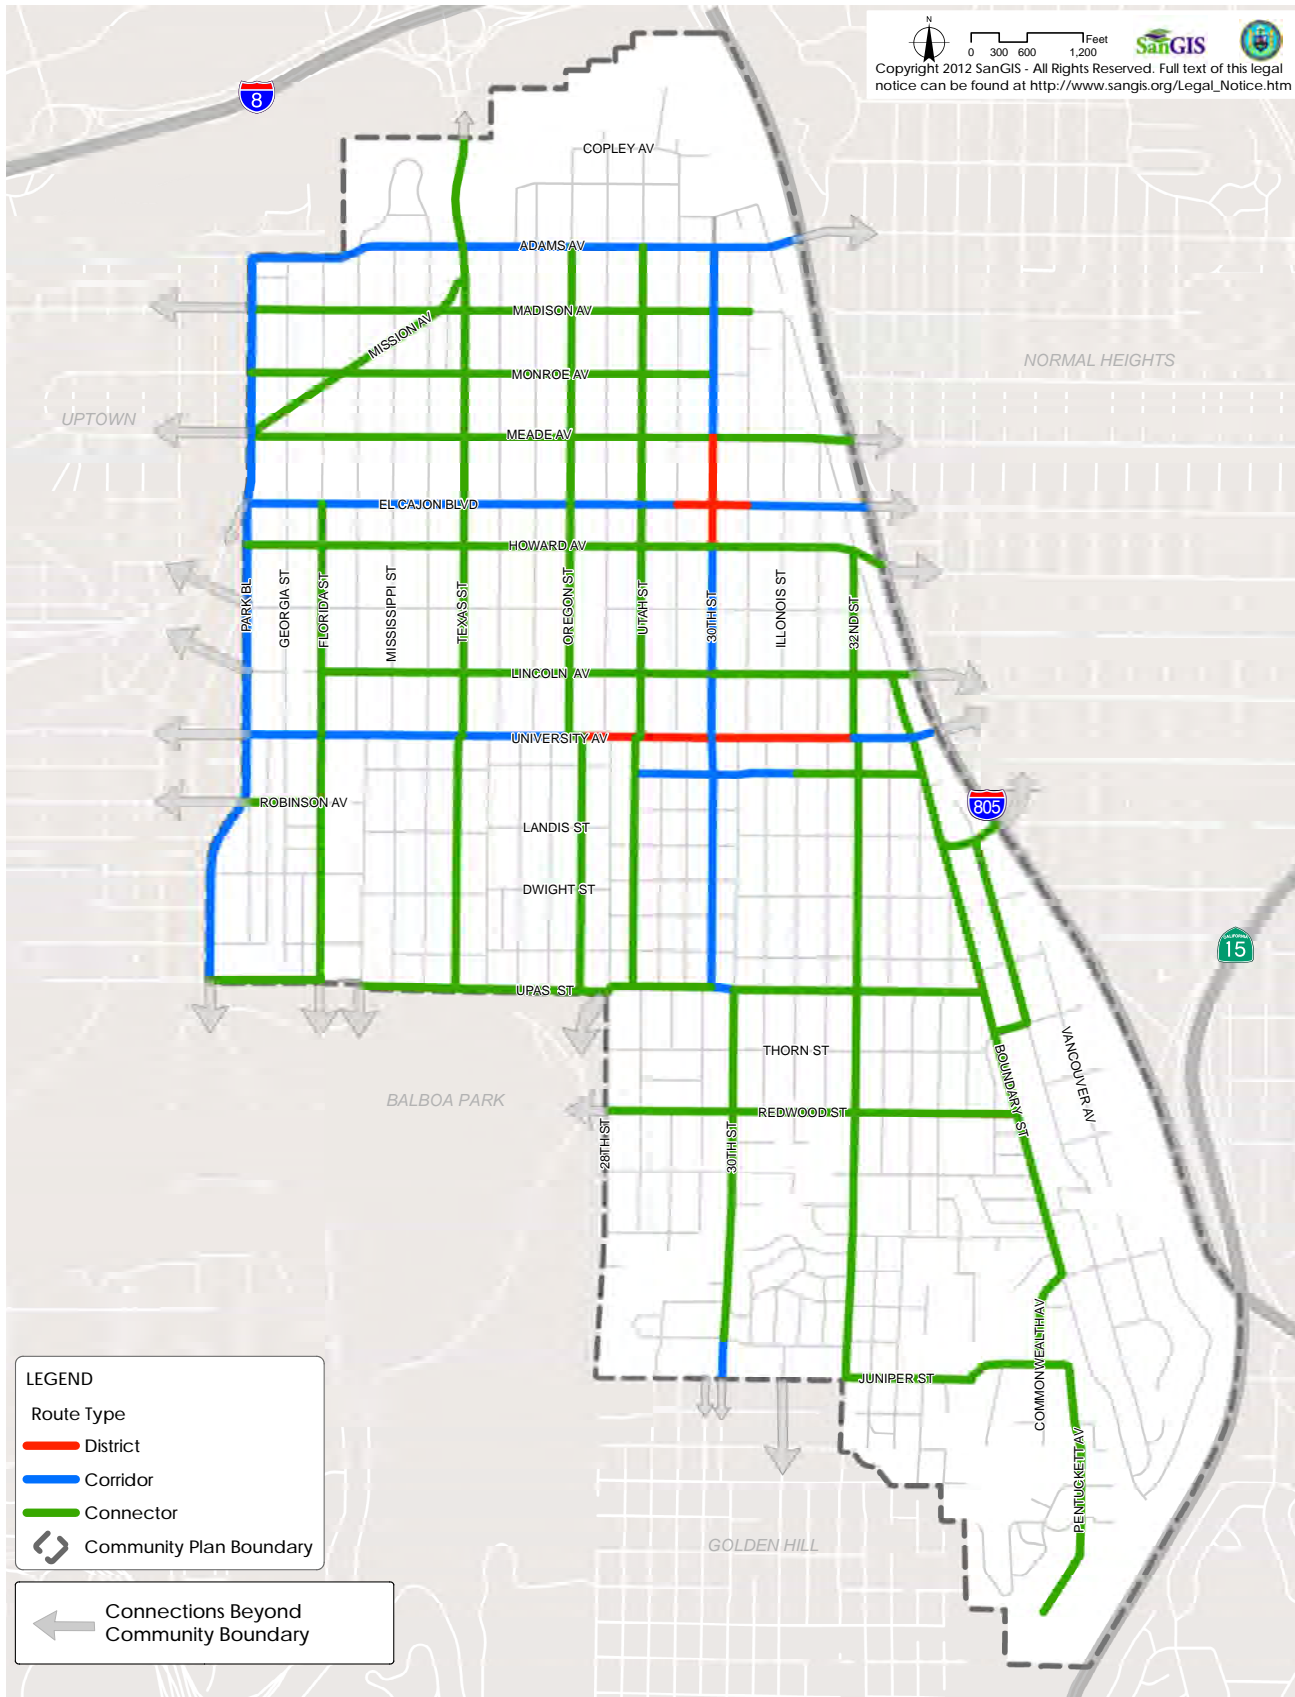 N
Feet
0 300 600 1,200
SanGIS
Copyright 2012 SanGIS - All Rights Reserved. Full text of this legal
notice can be found at http://www.sangis.org/Legal_Notice.htm
8
COPLEY AV
ADAMS AV
MADISON AV
MISSION AV
MONROE AV
NORMAL HEIGHTS
UPTOWN
MEADE AV
EL CAJON BLVD
HOWARD AV
PARK BL
GEORGIA ST
FLORIDA ST
MISSISSIPPI ST
TEXAS ST
OREGON ST
UTAH ST
30TH ST
ILLONOIS ST
32ND ST
LINCOLN AV
UNIVERSITY AV
ROBINSON AV
805
LANDIS ST
DWIGHT ST
CALIFORNIA
15
UPAS ST
THORN ST
BOUNDARY ST
VANCOUVER AV
BALBOA PARK
REDWOOD ST
28TH ST
30TH ST
COMMONWEALTH AV
JUNIPER ST
PENTUCKETT AV
GOLDEN HILL
LEGEND
Route Type
District
Corridor
Connector
Community Plan Boundary
Connections Beyond
Community Boundary